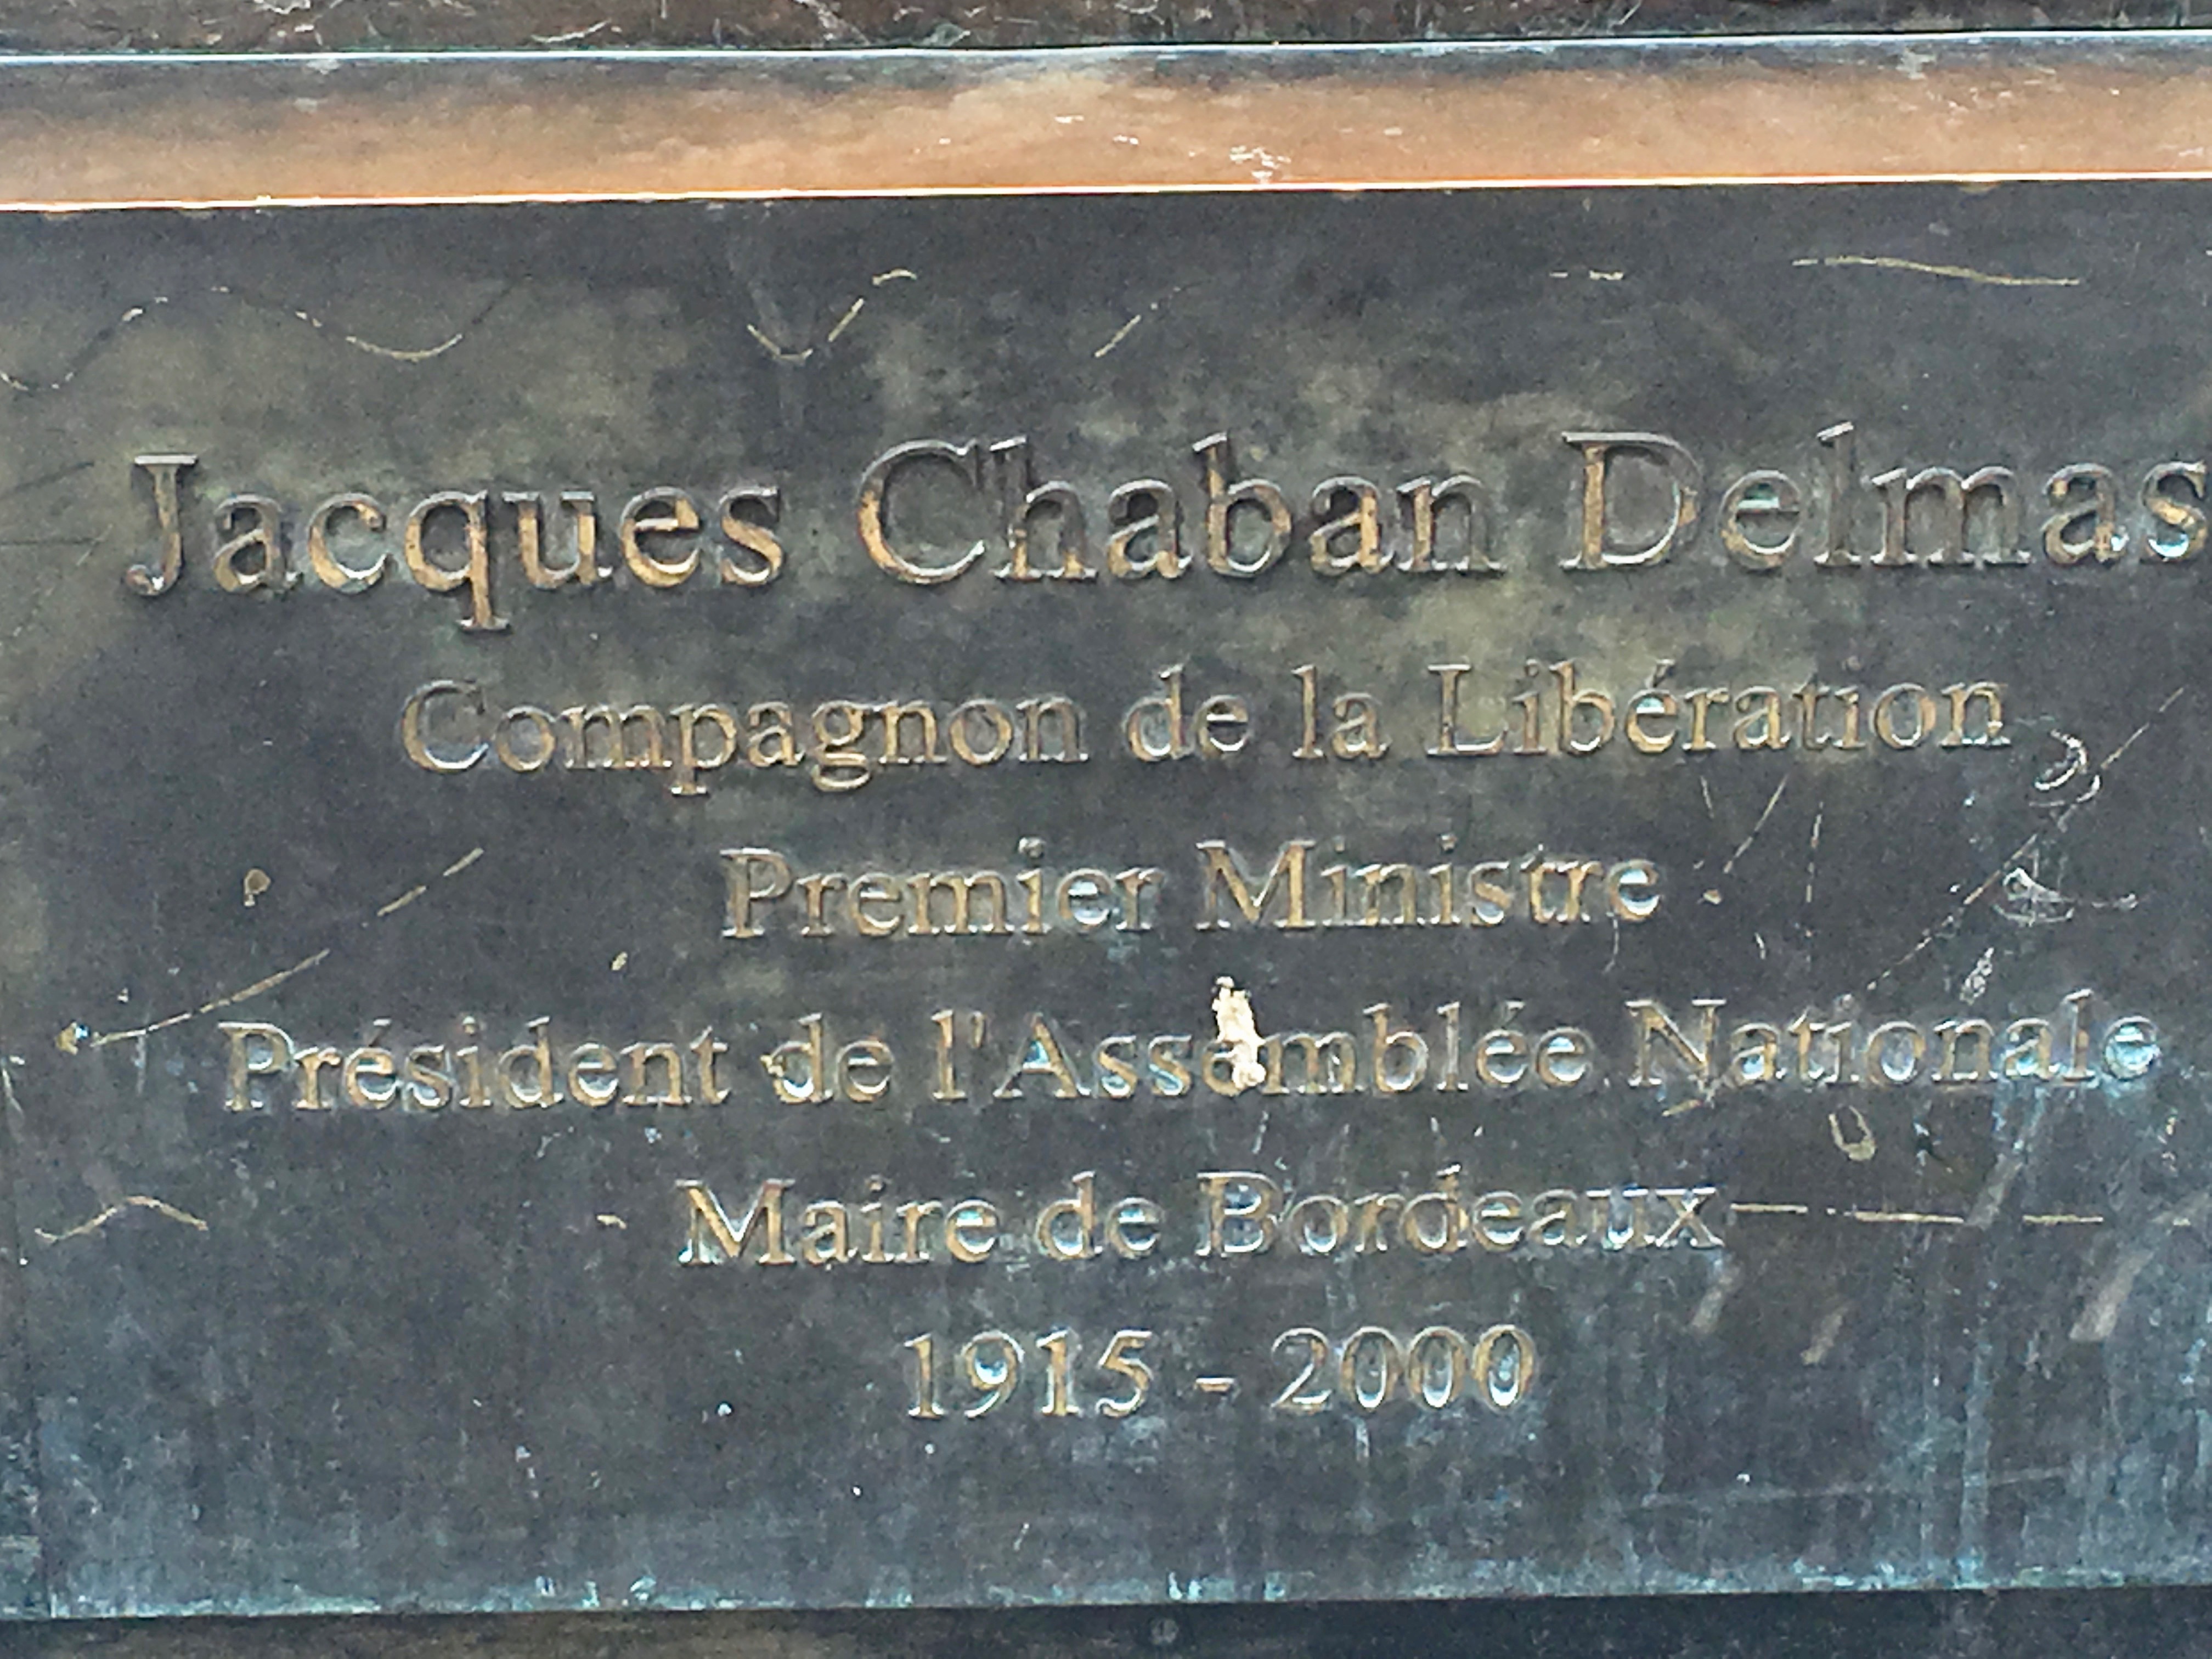 Jacques Chaban Delmas
Compagnon de la Libération
Premier Ministre
Président de l'Assemblée Nationale
Maire de Bordeaux
1915 - 2000